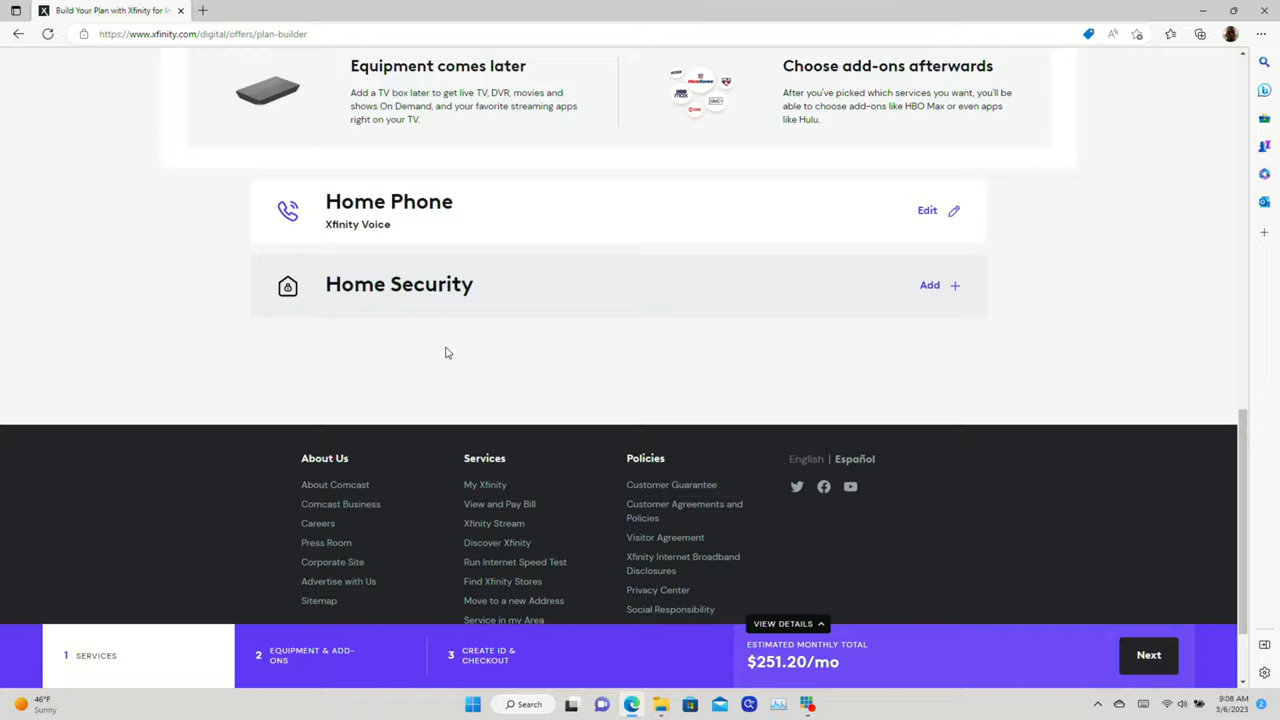 Build Your Plan with Xfinity for In
https://www.xfinity.com/digital/offers/plan-builder
Equipment comes later
Add a TV box later to get live TV, DVR, movies and
shows On Demand, and your favorite streaming apps
right on your TV.
Choose add-ons afterwards
After you've picked which services you want, you'll be
able to choose add-ons like HBO Max or even apps
like Hulu.
Home Phone
Xfinity Voice
Edit
Home Security
Add
About Us
About Comcast
Comcast Business
Careers
Press Room
Corporate Site
Advertise with Us
Sitemap
Services
My Xfinity
View and Pay Bill
Xfinity Stream
Discover Xfinity
Run Internet Speed Test
Find Xfinity Stores
Move to a new Address
Service in my Area
Policies
Customer Guarantee
Customer Agreements and
Policies
Visitor Agreement
Xfinity Internet Broadband
Disclosures
Privacy Center
Social Responsibility
English | Español
VIEW DETAILS
1 SERVICES
2 EQUIPMENT & ADD-
ONS
3 CREATE ID &
CHECKOUT
ESTIMATED MONTHLY TOTAL
$251.20/mo
Next
46°F
Sunny
Search
9:08 AM
3/6/2023